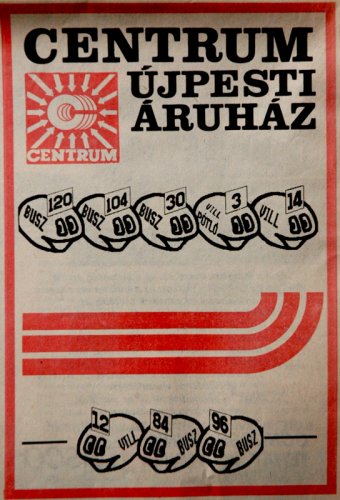 CENTRUM
ÚJPESTI
ÁRUHÁZ
CENTRUM
120 104 30 3 14
BUSZ BUSZ BUSZ VILL PÓTLÓ VILL
12 84 96
VILL BUSZ BUSZ